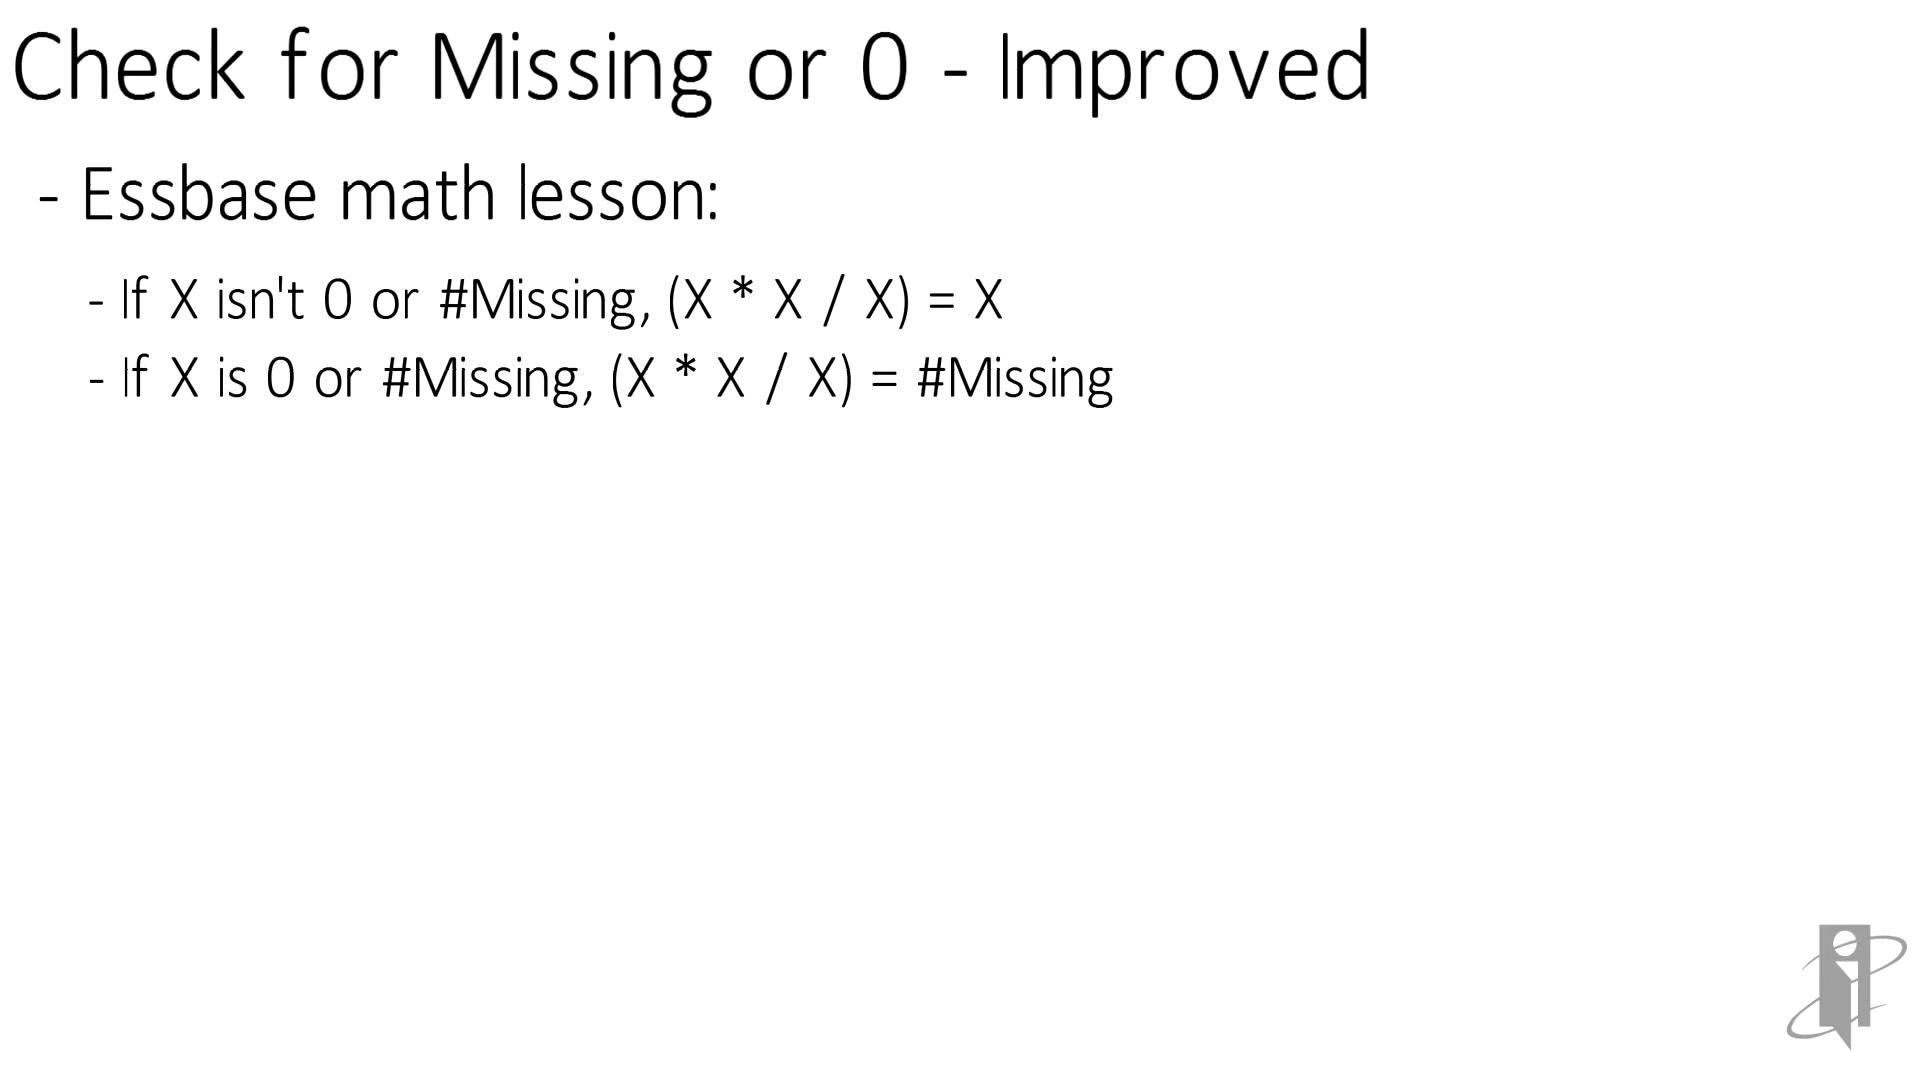 Check for Missing or 0 - Improved
- Essbase math lesson:
- If X isn't 0 or #Missing, (X * X / X) = X
- If X is 0 or #Missing, (X * X / X) = #Missing